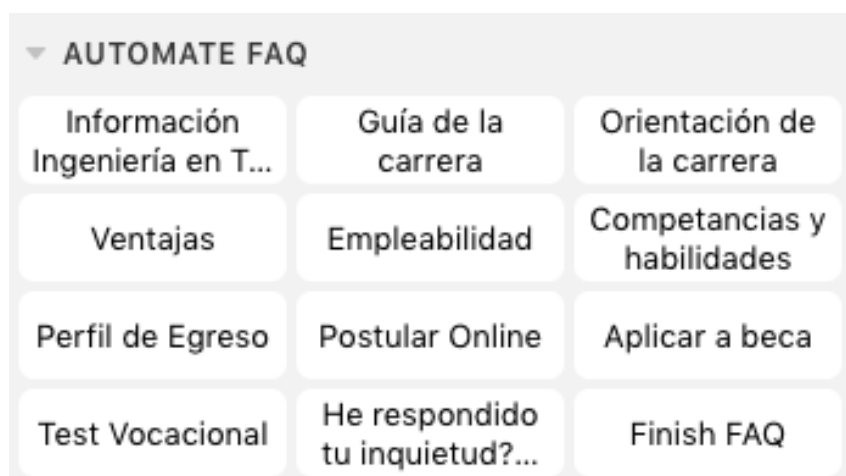 AUTOMATE FAQ
Información
Ingeniería en T...
Guía de la
carrera
Orientación de
la carrera
Ventajas
Empleabilidad
Competancias y
habilidades
Perfil de Egreso
Postular Online
Aplicar a beca
Test Vocacional
He respondido
tu inquietud?...
Finish FAQ